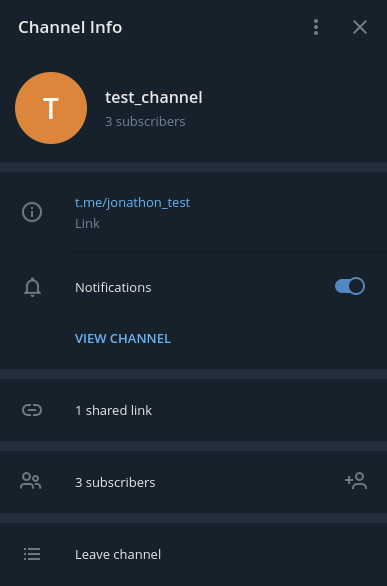 Channel Info
T
test_channel
3 subscribers
t.me/jonathon_test
Link
Notifications
VIEW CHANNEL
1 shared link
3 subscribers
Leave channel